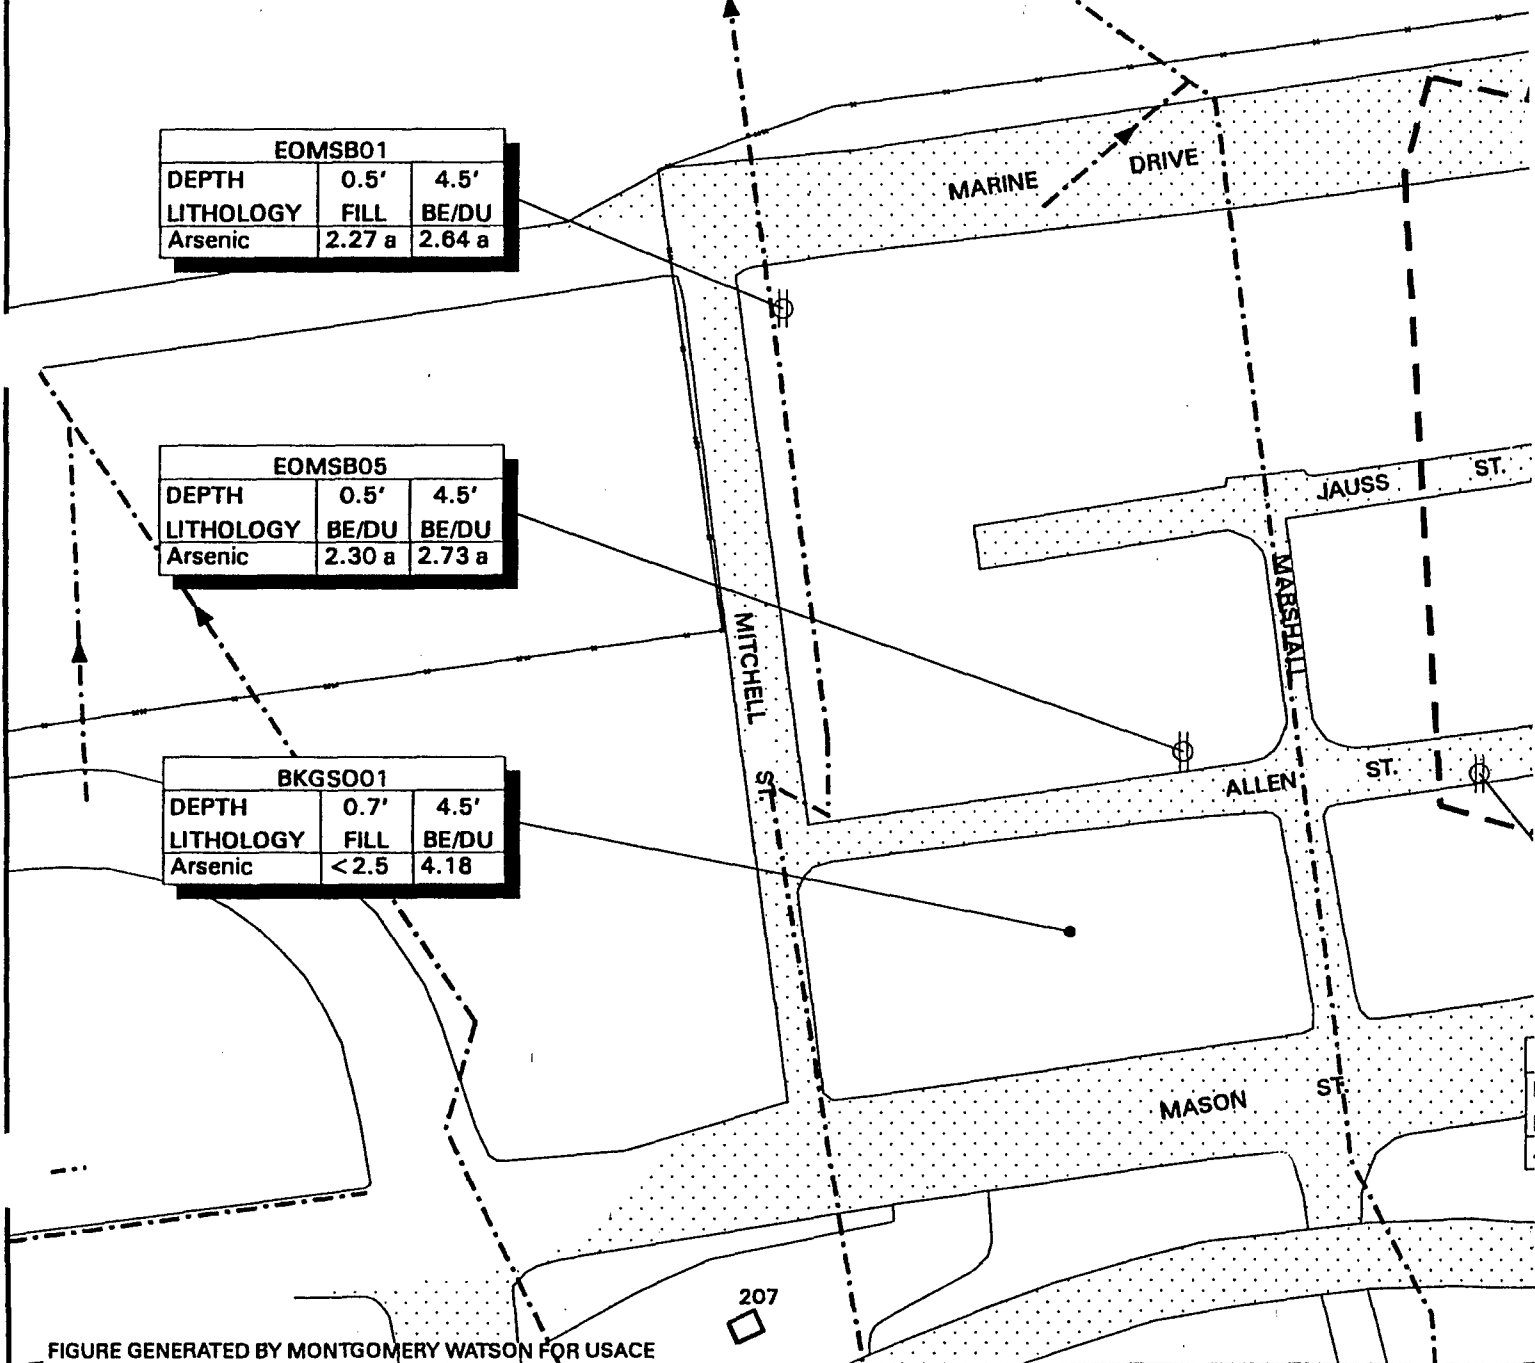 EOMSB01
DEPTH 0.5' 4.5'
LITHOLOGY FILL BE/DU
Arsenic 2.27 a 2.64 a
MARINE DRIVE
EOMSB05
DEPTH 0.5' 4.5'
LITHOLOGY BE/DU BE/DU
Arsenic 2.30 a 2.73 a
JAUSS ST.
MARSHALL
MITCHELL ST.
BKGSO01
DEPTH 0.7' 4.5'
LITHOLOGY FILL BE/DU
Arsenic <2.5 4.18
ALLEN ST.
MASON ST.
207
FIGURE GENERATED BY MONTGOMERY WATSON FOR USACE